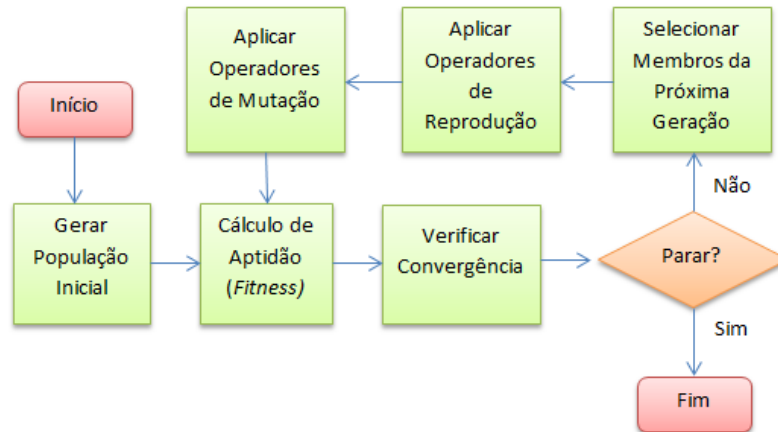 Início
Gerar
População
Inicial
Cálculo de
Aptidão
(Fitness)
Verificar
Convergência
Parar?
Não
Sim
Selecionar
Membros da
Próxima
Geração
Aplicar
Operadores
de
Reprodução
Aplicar
Operadores
de Mutação
Fim